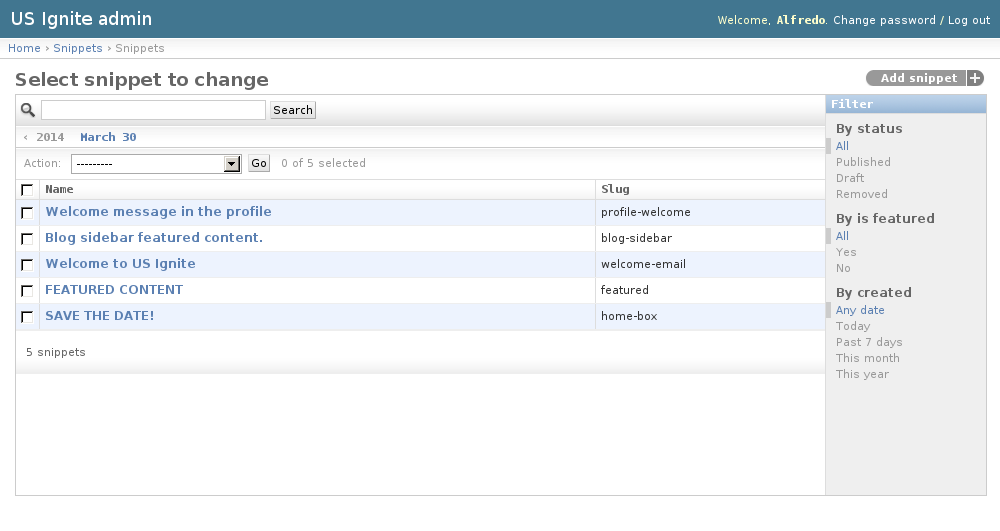 US Ignite admin
Welcome, Alfredo. Change password / Log out
Home › Snippets › Snippets
Select snippet to change
Add snippet +
Search
‹ 2014 March 30
Action: --------- Go 0 of 5 selected
Name Slug
Welcome message in the profile profile-welcome
Blog sidebar featured content. blog-sidebar
Welcome to US Ignite welcome-email
FEATURED CONTENT featured
SAVE THE DATE! home-box
5 snippets
Filter
By status
All
Published
Draft
Removed
By is featured
All
Yes
No
By created
Any date
Today
Past 7 days
This month
This year